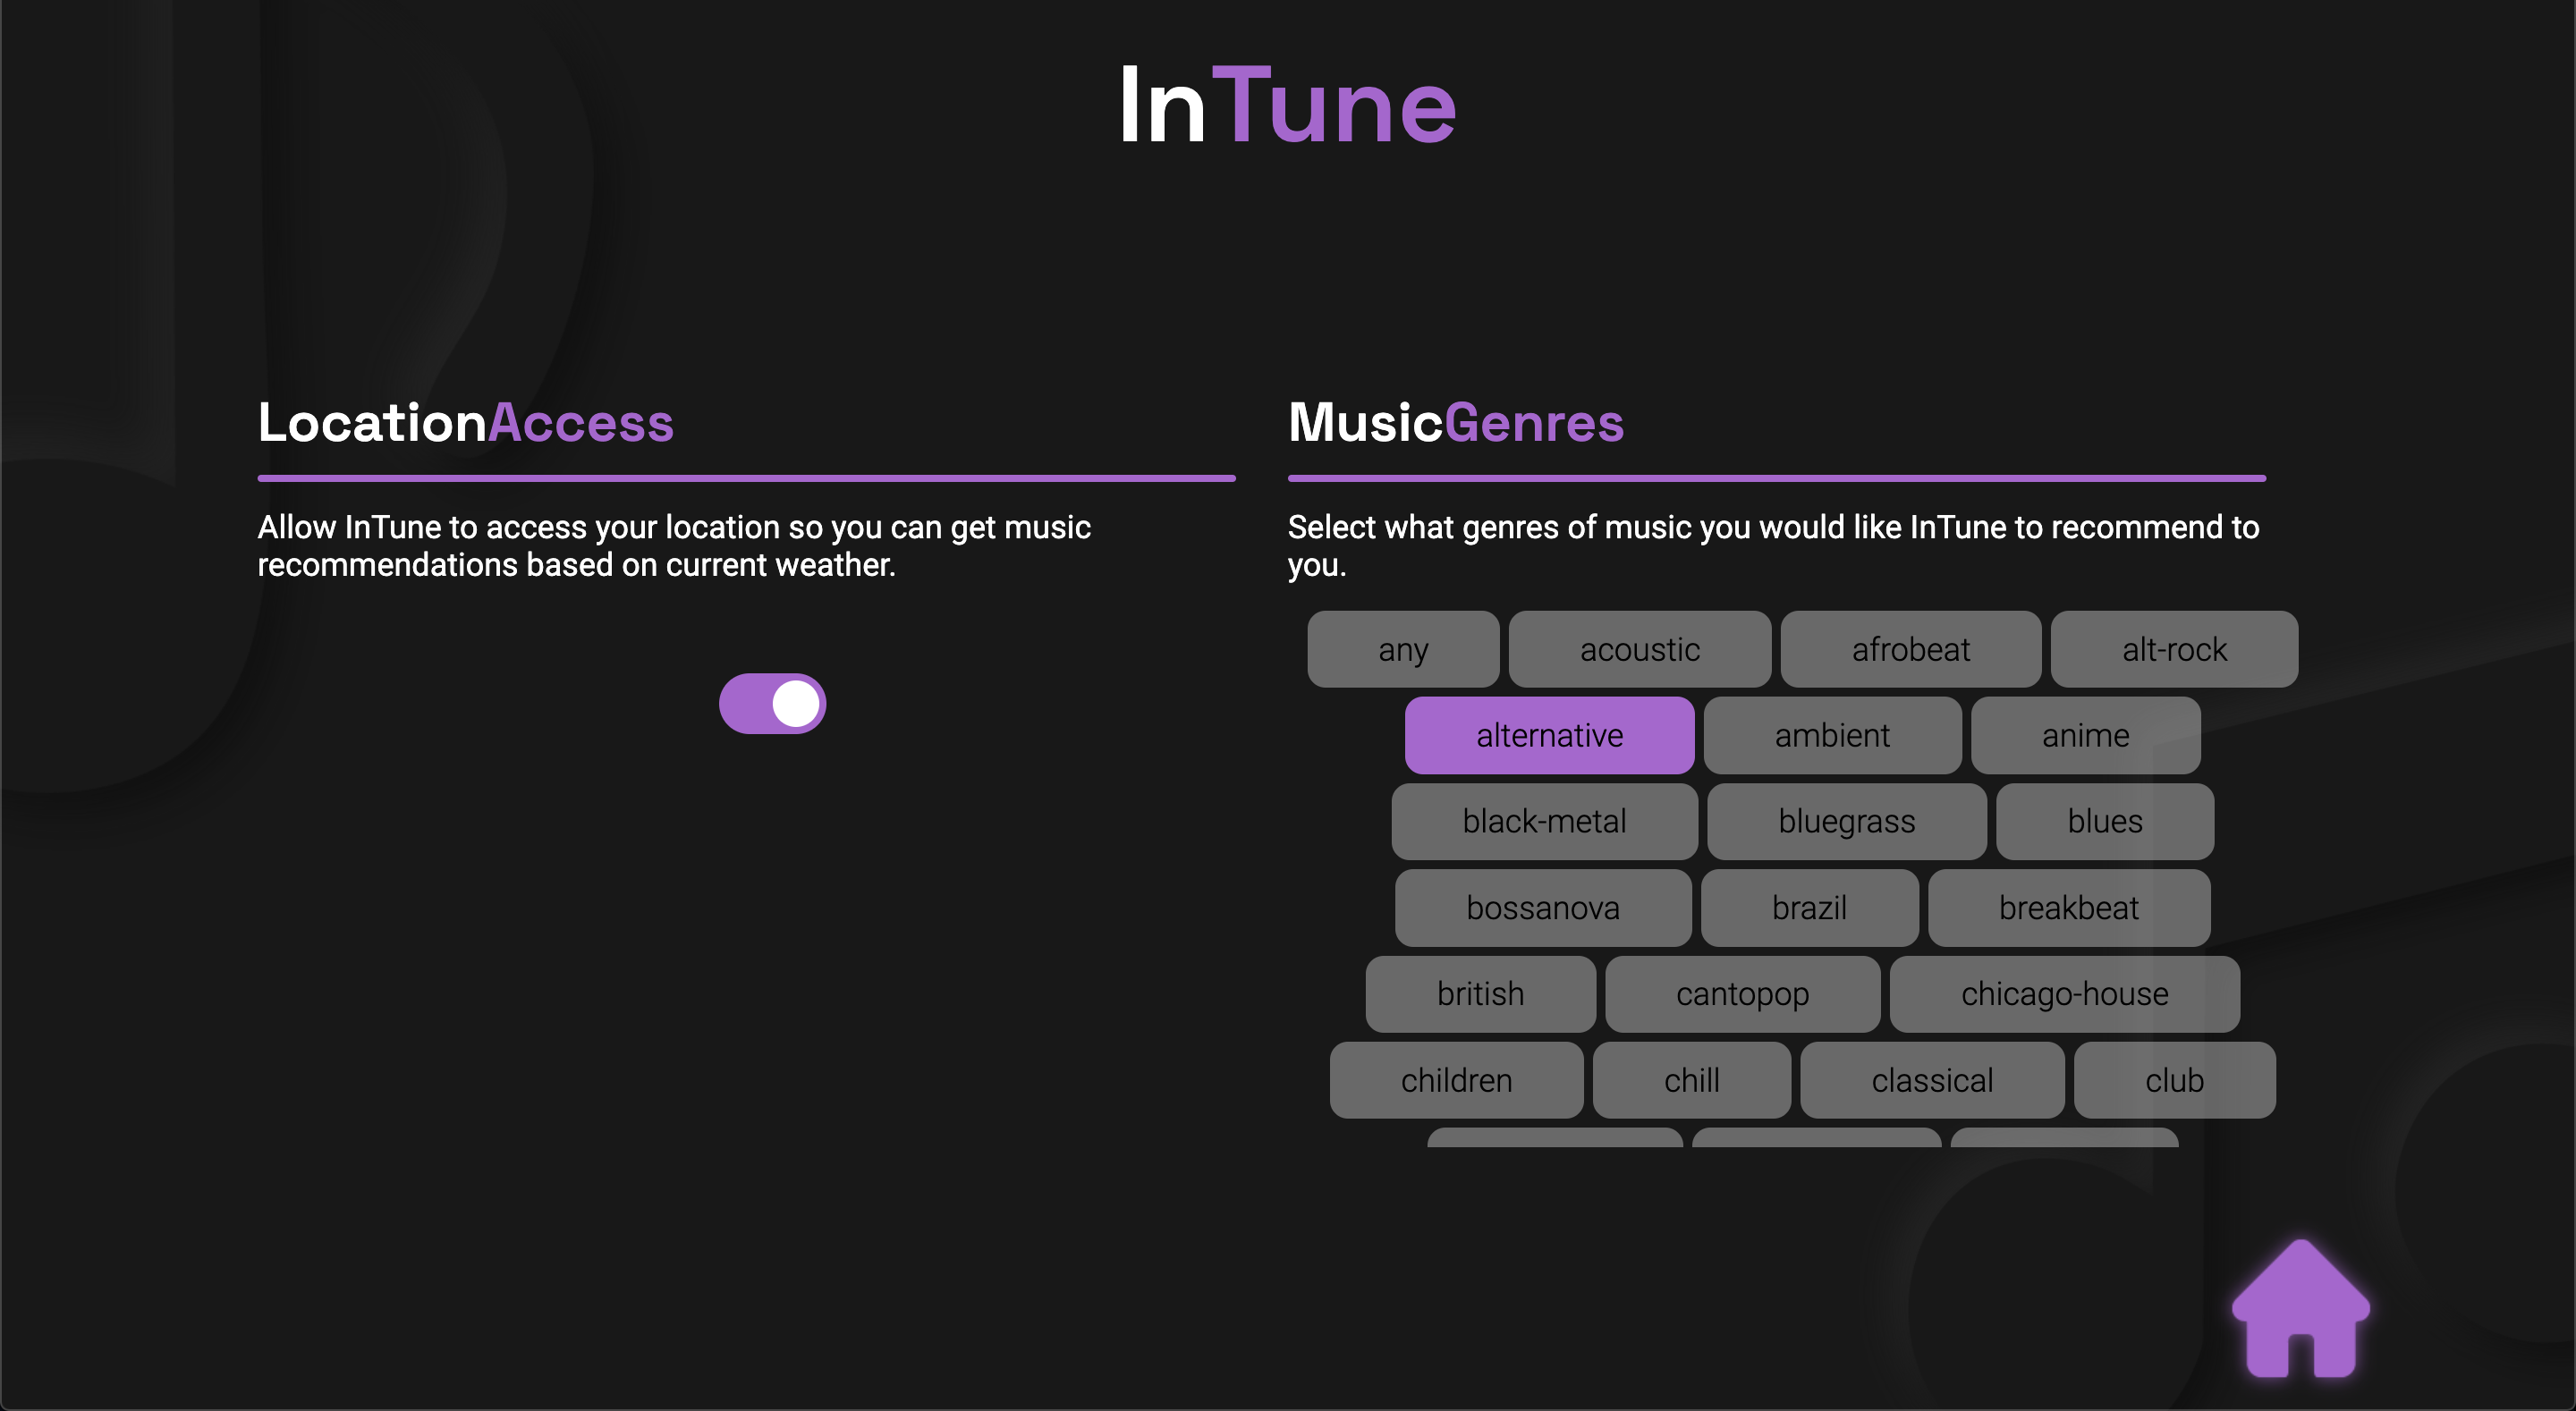 InTune
LocationAccess
Allow InTune to access your location so you can get music
recommendations based on current weather.
MusicGenres
Select what genres of music you would like InTune to recommend to
you.
any acoustic afrobeat alt-rock
alternative ambient anime
black-metal bluegrass blues
bossanova brazil breakbeat
british cantopop chicago-house
children chill classical club